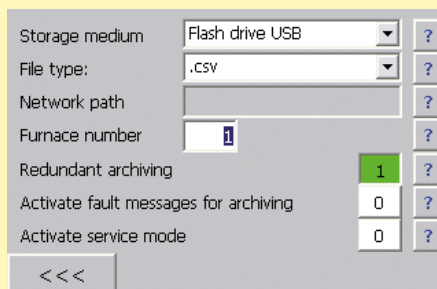 Storage medium Flash drive USB ?
File type: .csv ?
Network path ?
Furnace number 1 ?
Redundant archiving 1 ?
Activate fault messages for archiving 0 ?
Activate service mode 0 ?
<<<